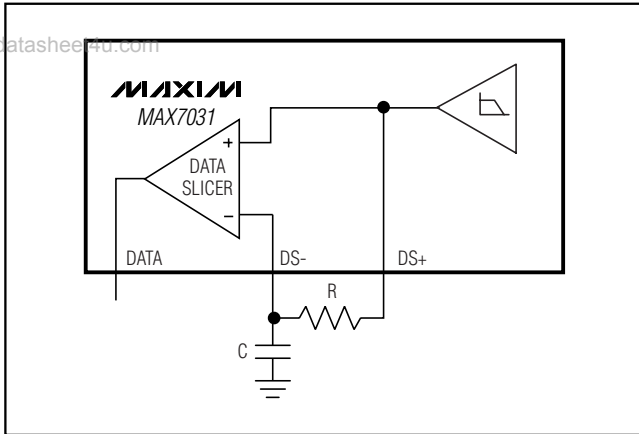 datasheet4u.com
MAXIM
MAX7031
+
DATA
SLICER
−
DATA
DS-
DS+
R
C